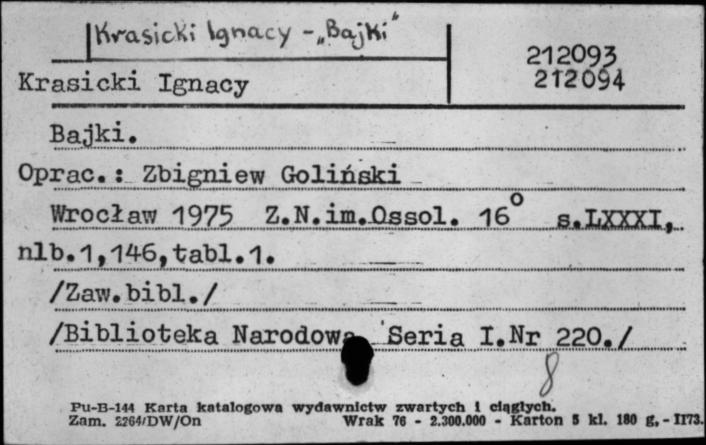 Krasicki Ignacy - „Bajki"
212093
Krasicki Ignacy
212094
Bajki.
Oprac.: Zbigniew Goliński
Wrocław 1975 Z.N.im.Ossol. 16° s.LXXXI,
nlb.1,146,tabl.1.
/Zaw.bibl./
/Biblioteka Narodowa Seria I.Nr 220./
8
Pu-B-144 Karta katalogowa wydawnictw zwartych i ciągłych.
Zam. 2264/DW/On Wrak 76 - 2.300.000 - Karton 5 kl. 180 g. - II73.